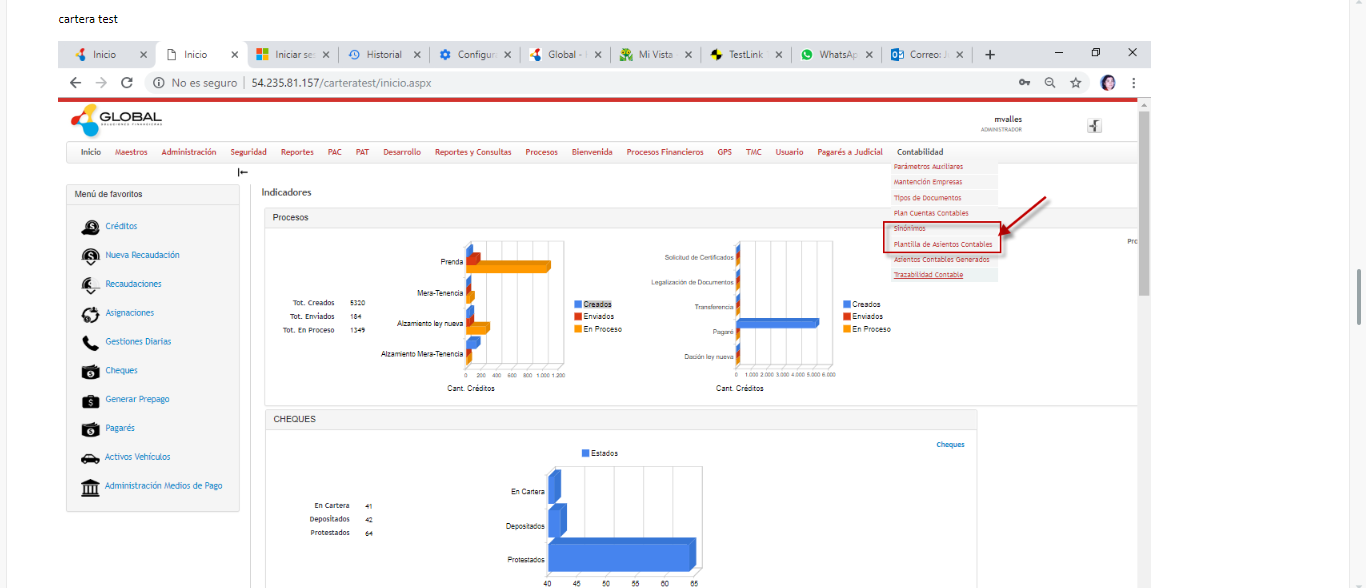 cartera test
Inicio
Inicio
Iniciar ses
Historial
Configura
Global -
Mi Vista -
TestLink
WhatsAp
Correo: J
No es seguro | 54.235.81.157/carteratest/inicio.aspx
GLOBAL
SOLUCIONES FINANCIERAS
mvalles
ADMINISTRADOR
Inicio Maestros Administración Seguridad Reportes PAC PAT Desarrollo Reportes y Consultas Procesos Bienvenida Procesos Financieros GPS TMC Usuario Pagarés a Judicial Contabilidad
Parámetros Auxiliares
Mantención Empresas
Tipos de Documentos
Plan Cuentas Contables
Sinónimos
Plantilla de Asientos Contables
Asientos Contables Generados
Trazabilidad Contable
Menú de favoritos
Créditos
Nueva Recaudación
Recaudaciones
Asignaciones
Gestiones Diarias
Cheques
Generar Prepago
Pagarés
Activos Vehículos
Administración Medios de Pago
Indicadores
Procesos
Proc
Tot. Creados 5320
Tot. Enviados 184
Tot. En Proceso 1349
Prenda
Mera-Tenencia
Alzamiento ley nueva
Alzamiento Mera-Tenencia
0 200 400 600 800 1.000 1.200
Cant. Créditos
Creados
Enviados
En Proceso
Solicitud de Certificados
Legalización de Documentos
Transferencia
Pagaré
Dación ley nueva
0 1.000 2.000 3.000 4.000 5.000 6.000
Cant. Créditos
Creados
Enviados
En Proceso
CHEQUES
Cheques
Estados
En Cartera 41
Depositados 42
Protestados 64
En Cartera
Depositados
Protestados
40 45 50 55 60 65